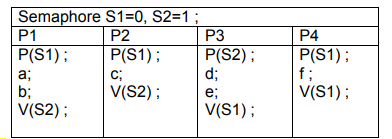 Semaphore S1=0, S2=1 ;
P1 P2 P3 P4
P(S1) ; P(S1) ; P(S2) ; P(S1) ;
a; c; d; f ;
b; V(S2) ; e; V(S1) ;
V(S2) ; V(S1) ;